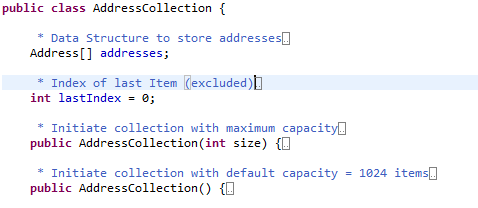 public class AddressCollection {
* Data Structure to store addresses
Address[] addresses;
* Index of last Item (excluded)
int lastIndex = 0;
* Initiate collection with maximum capacity
public AddressCollection(int size) {
* Initiate collection with default capacity = 1024 items
public AddressCollection() {